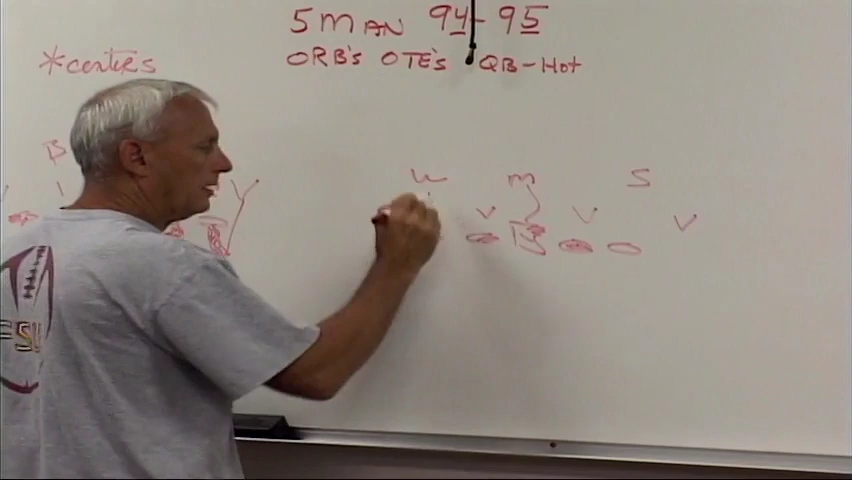 5 MAN 94- 95
*centers ORB's OTE's QB-Hot
B
W M S
V V V
Y